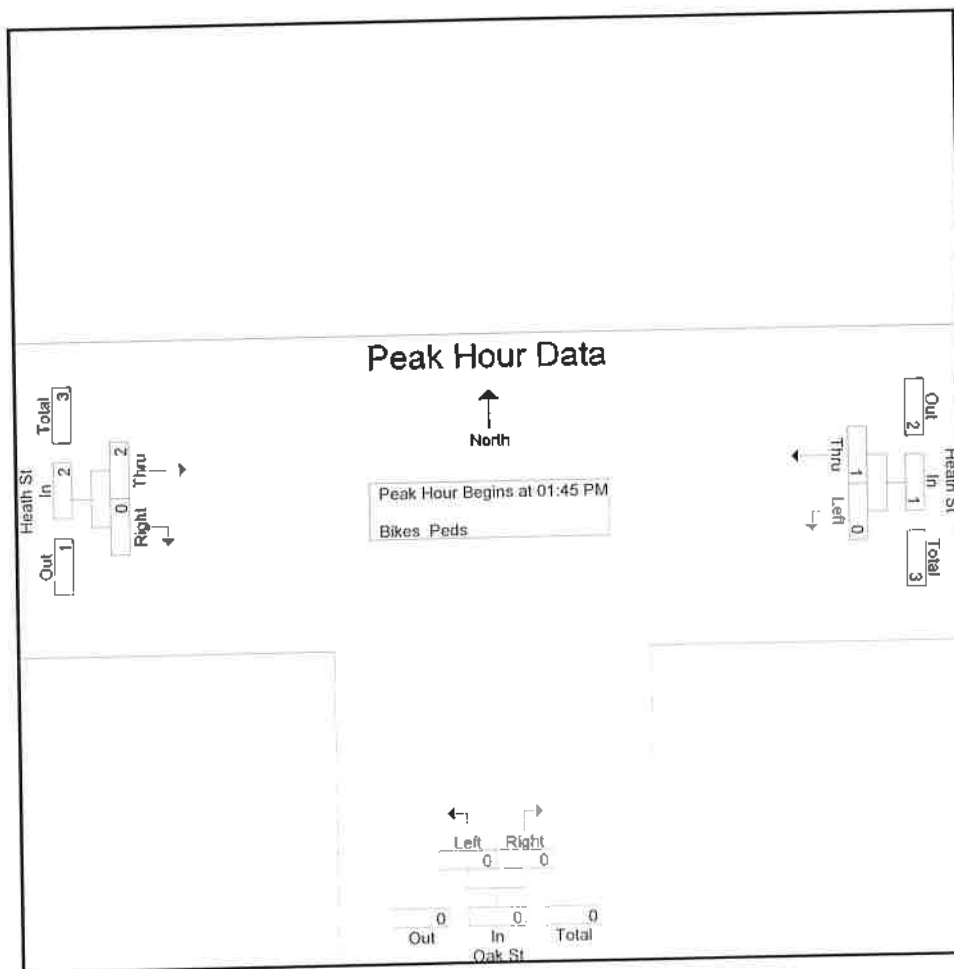 Peak Hour Data
North
Peak Hour Begins at 01:45 PM
Bikes Peds
Heath St
Out
In
Total
1
2
3
Right
Thru
0
2
Heath St
Out
In
Total
2
1
3
Thru
Left
1
0
Left
Right
0
0
0
0
0
Out
In
Total
Oak St